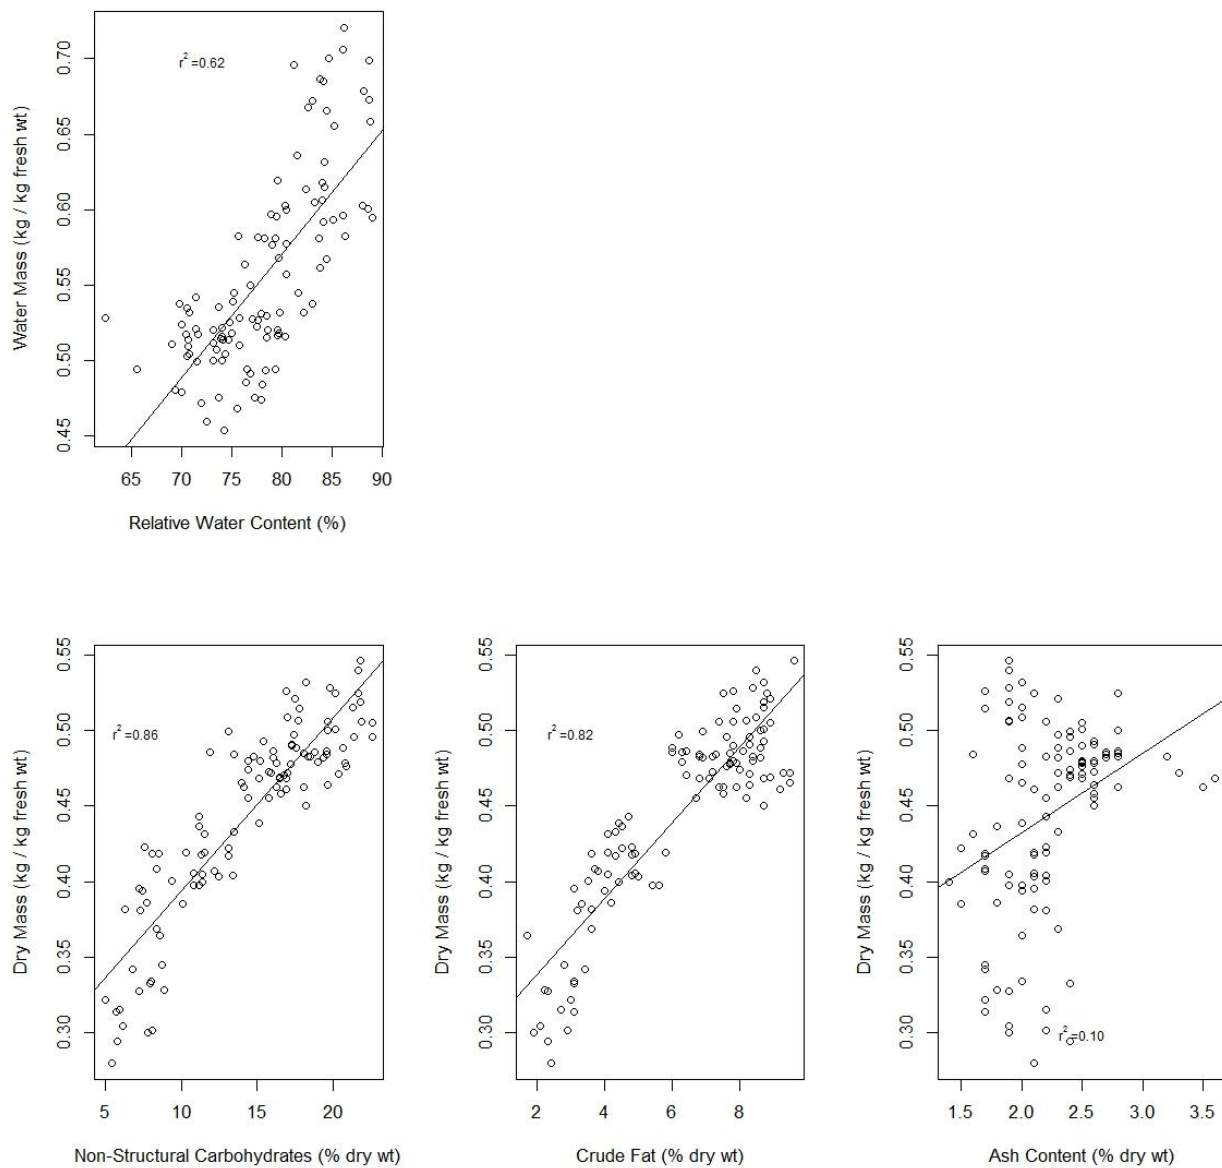 0.70
0.65
0.60
0.55
0.50
0.45
Water Mass (kg / kg fresh wt)
r² =0.62
65 70 75 80 85 90
Relative Water Content (%)
0.55
0.50
0.45
0.40
0.35
0.30
Dry Mass (kg / kg fresh wt)
r² =0.86
5 10 15 20
Non-Structural Carbohydrates (% dry wt)
0.55
0.50
0.45
0.40
0.35
0.30
Dry Mass (kg / kg fresh wt)
r² =0.82
2 4 6 8
Crude Fat (% dry wt)
0.55
0.50
0.45
0.40
0.35
0.30
Dry Mass (kg / kg fresh wt)
r² =0.10
1.5 2.0 2.5 3.0 3.5
Ash Content (% dry wt)